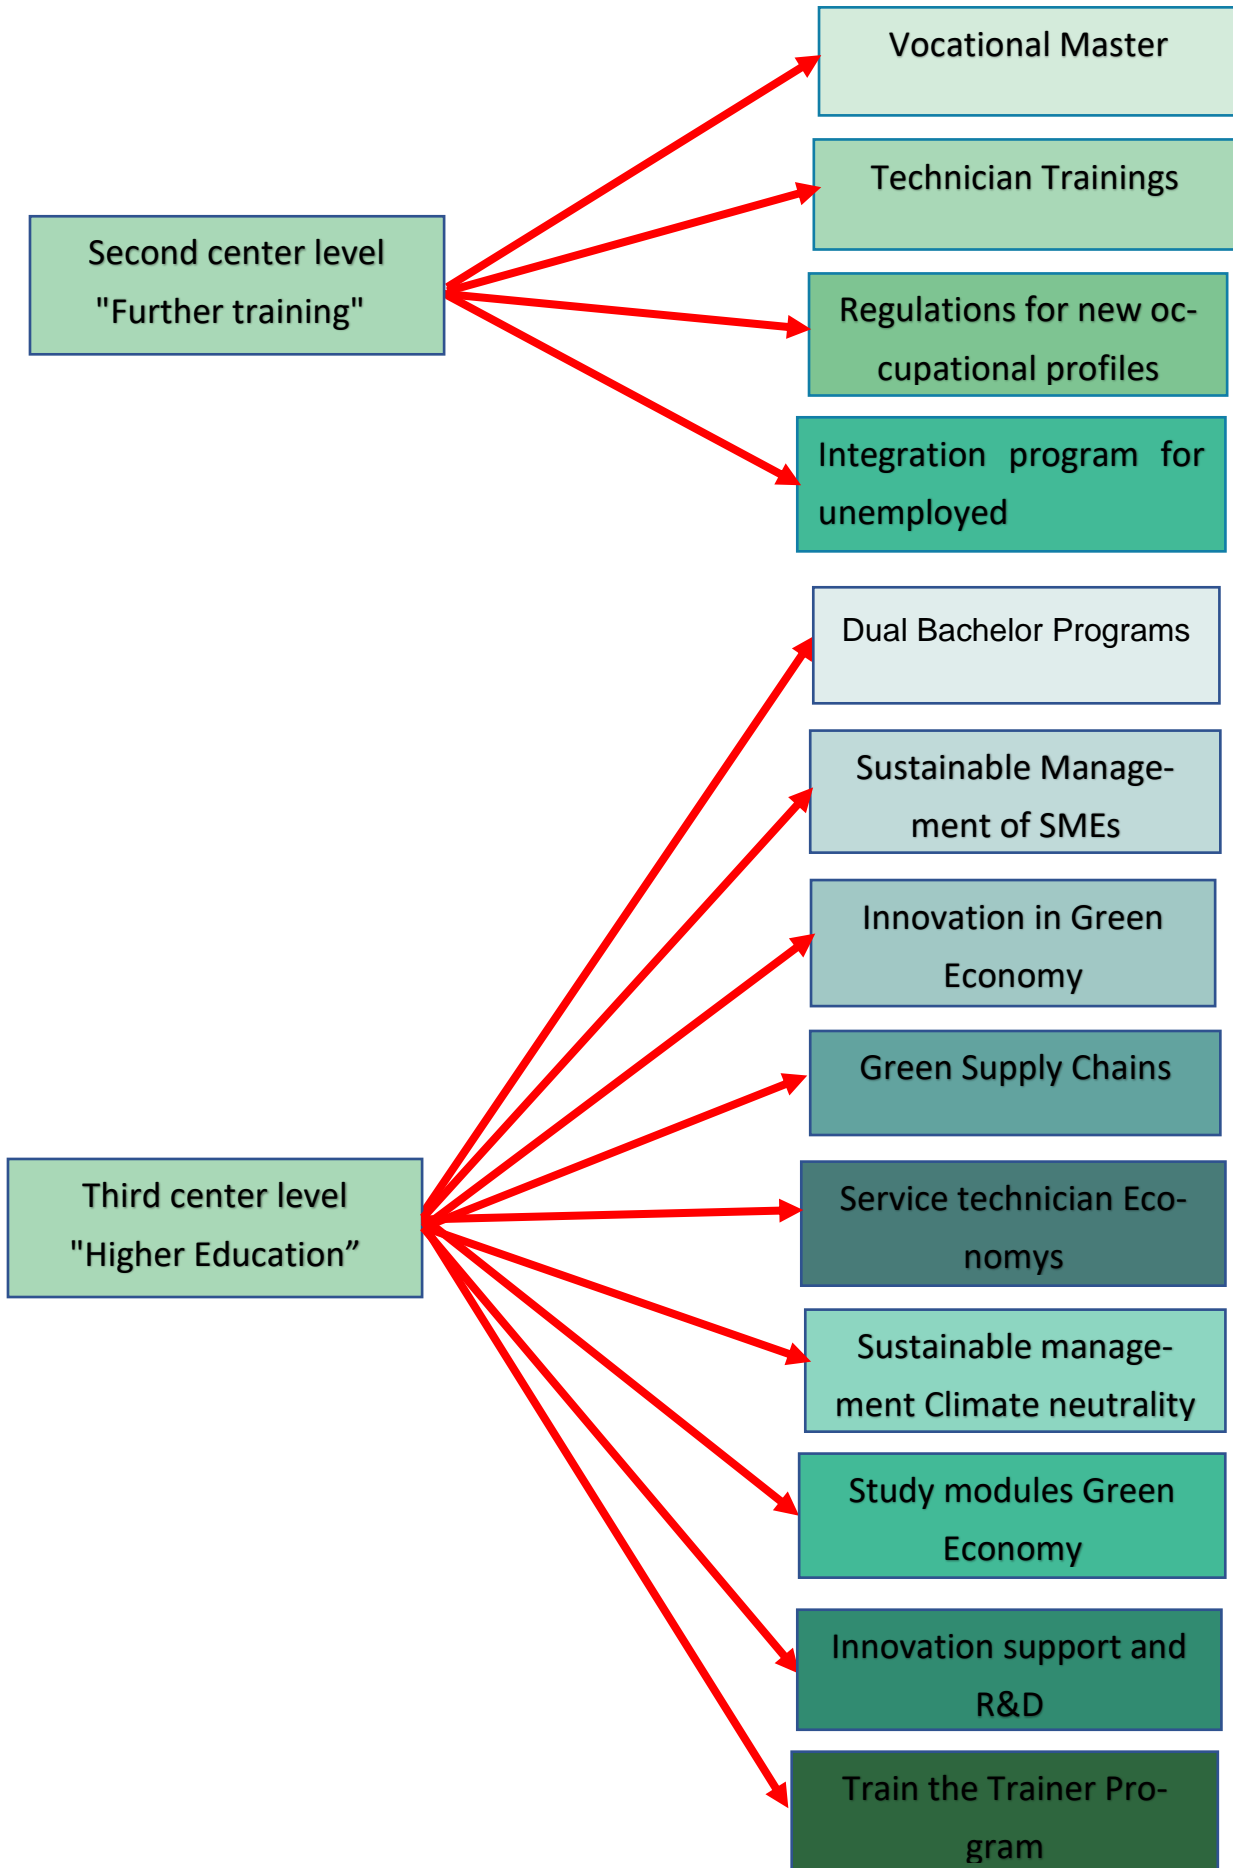 Vocational Master
Technician Trainings
Second center level
"Further training"
Regulations for new oc-
cupational profiles
Integration program for
unemployed
Dual Bachelor Programs
Sustainable Manage-
ment of SMEs
Innovation in Green
Economy
Green Supply Chains
Third center level
"Higher Education”
Service technician Eco-
nomys
Sustainable manage-
ment Climate neutrality
Study modules Green
Economy
Innovation support and
R&D
Train the Trainer Pro-
gram